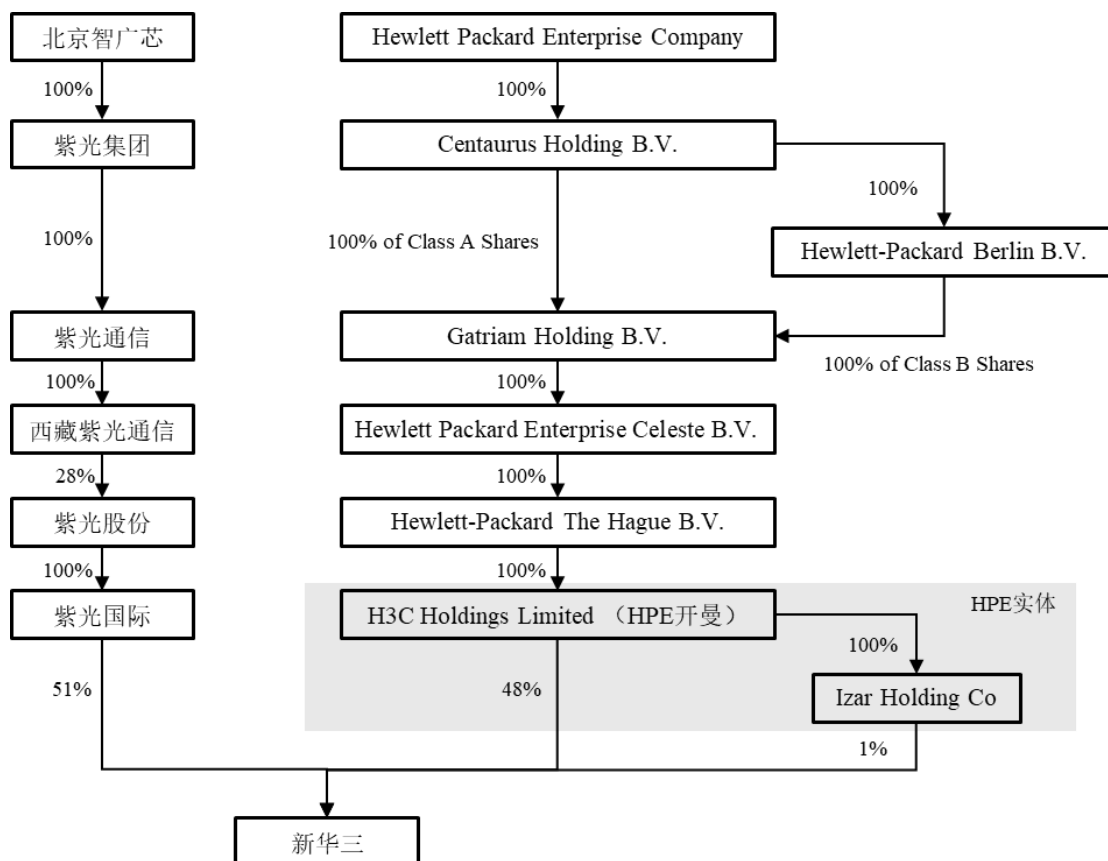 北京智广芯
Hewlett Packard Enterprise Company
100%
100%
紫光集团
Centaurus Holding B.V.
100%
100%
100% of Class A Shares
Hewlett-Packard Berlin B.V.
紫光通信
Gatriam Holding B.V.
100% of Class B Shares
100%
100%
西藏紫光通信
Hewlett Packard Enterprise Celeste B.V.
28%
100%
紫光股份
Hewlett-Packard The Hague B.V.
100%
100%
紫光国际
H3C Holdings Limited （HPE开曼）
HPE实体
100%
51%
48%
Izar Holding Co
1%
新华三